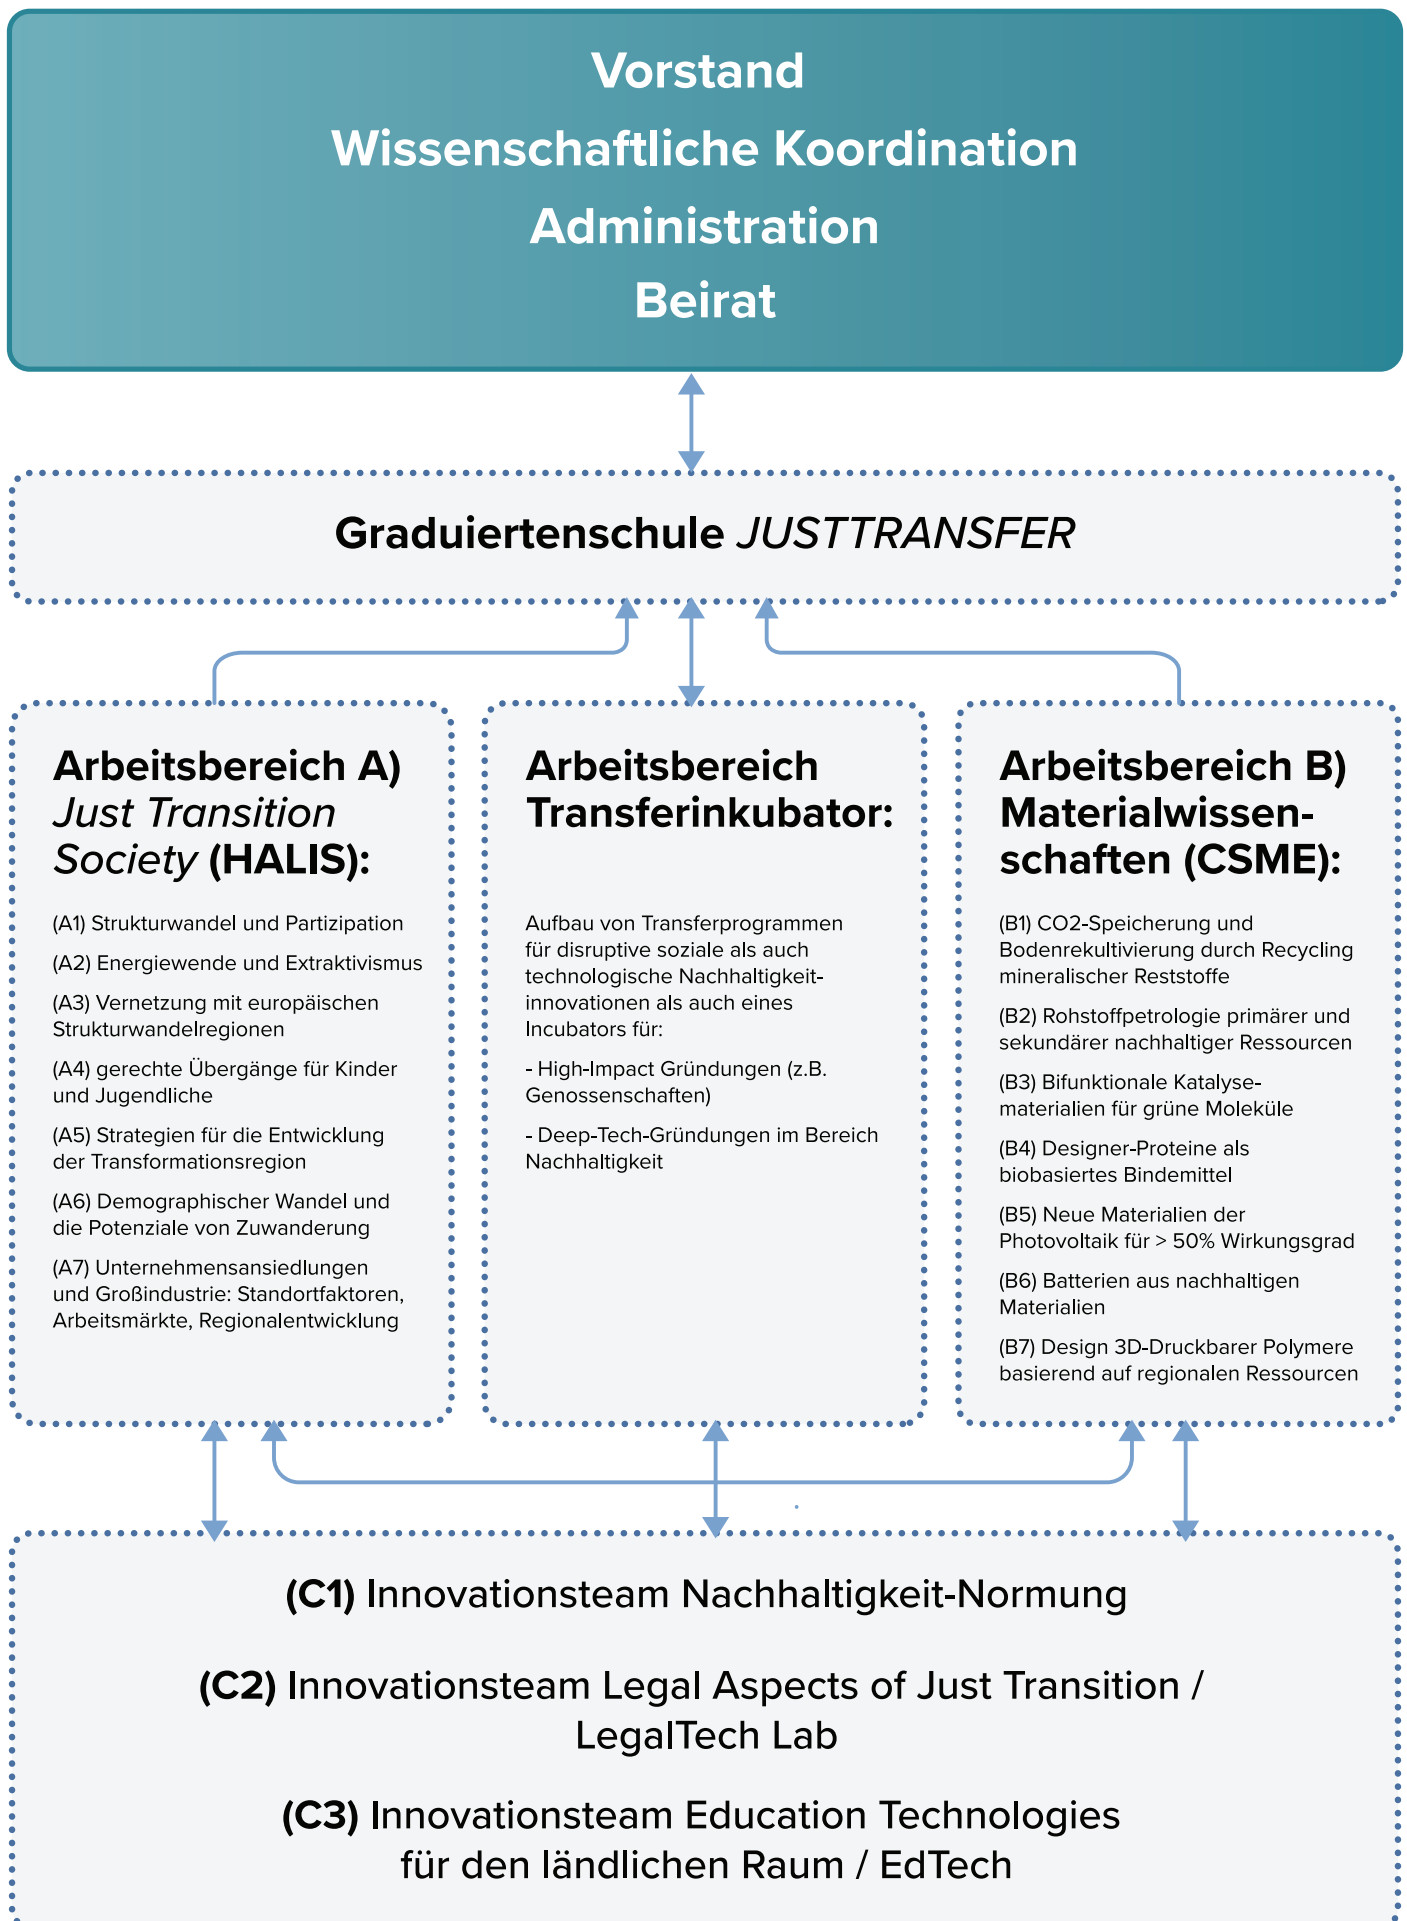 Vorstand
Wissenschaftliche Koordination
Administration
Beirat
Graduiertenschule JUSTTRANSFER
Arbeitsbereich A)
Just Transition
Society (HALIS):
(A1) Strukturwandel und Partizipation
(A2) Energiewende und Extraktivismus
(A3) Vernetzung mit europäischen
Strukturwandelregionen
(A4) gerechte Übergänge für Kinder
und Jugendliche
(A5) Strategien für die Entwicklung
der Transformationsregion
(A6) Demographischer Wandel und
die Potenziale von Zuwanderung
(A7) Unternehmensansiedlungen
und Großindustrie: Standortfaktoren,
Arbeitsmärkte, Regionalentwicklung
Arbeitsbereich
Transferinkubator:
Aufbau von Transferprogrammen
für disruptive soziale als auch
technologische Nachhaltigkeit-
innovationen als auch eines
Incubators für:
- High-Impact Gründungen (z.B.
Genossenschaften)
- Deep-Tech-Gründungen im Bereich
Nachhaltigkeit
Arbeitsbereich B)
Materialwissen-
schaften (CSME):
(B1) CO2-Speicherung und
Bodenrekultivierung durch Recycling
mineralischer Reststoffe
(B2) Rohstoffpetrologie primärer und
sekundärer nachhaltiger Ressourcen
(B3) Bifunktionale Katalyse-
materialien für grüne Moleküle
(B4) Designer-Proteine als
biobasiertes Bindemittel
(B5) Neue Materialien der
Photovoltaik für > 50% Wirkungsgrad
(B6) Batterien aus nachhaltigen
Materialien
(B7) Design 3D-Druckbarer Polymere
basierend auf regionalen Ressourcen
(C1) Innovationsteam Nachhaltigkeit-Normung
(C2) Innovationsteam Legal Aspects of Just Transition /
LegalTech Lab
(C3) Innovationsteam Education Technologies
für den ländlichen Raum / EdTech